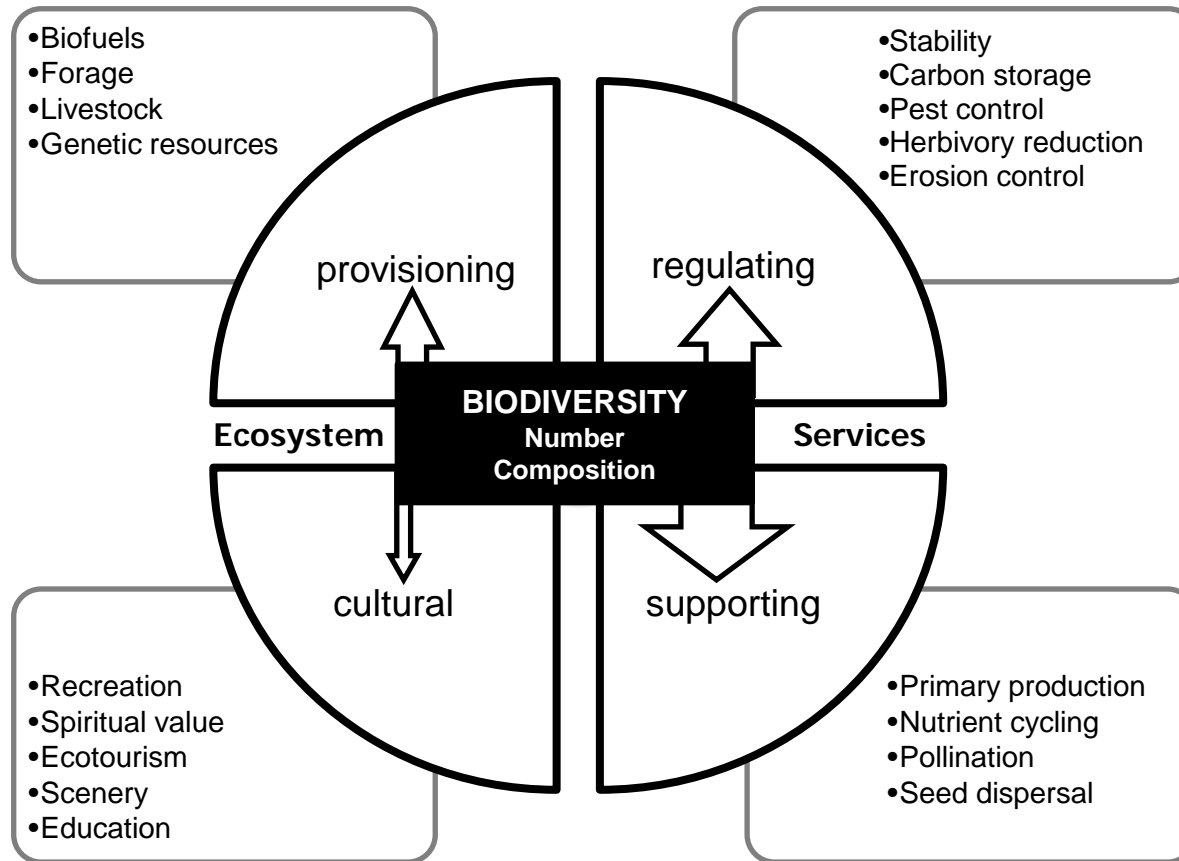 •Biofuels
•Forage
•Livestock
•Genetic resources
•Stability
•Carbon storage
•Pest control
•Herbivory reduction
•Erosion control
provisioning
regulating
BIODIVERSITY
Number
Composition
Ecosystem
Services
cultural
supporting
•Recreation
•Spiritual value
•Ecotourism
•Scenery
•Education
•Primary production
•Nutrient cycling
•Pollination
•Seed dispersal